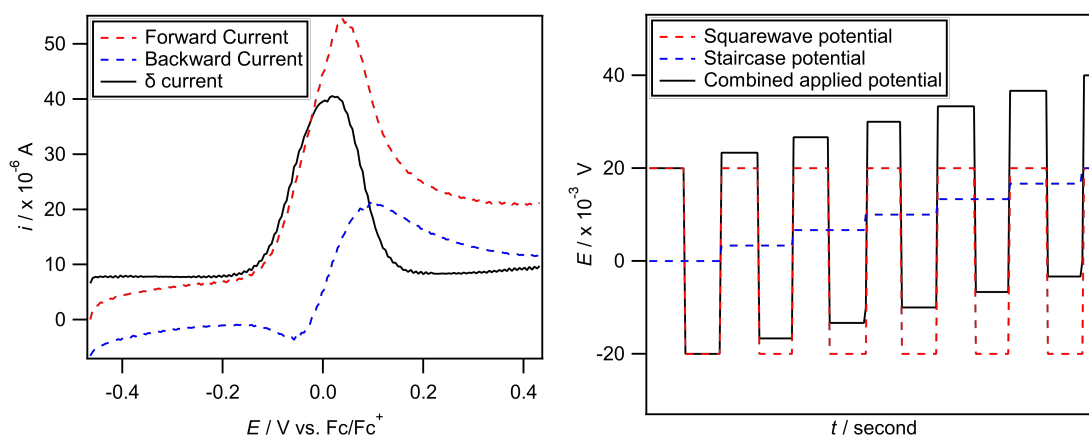 Forward Current
Backward Current
δ current
50
40
30
20
10
0
i / x 10⁻⁶ A
-0.4
-0.2
0.0
0.2
0.4
E / V vs. Fc/Fc⁺
Squarewave potential
Staircase potential
Combined applied potential
40
20
0
-20
E / x 10⁻³ V
t / second